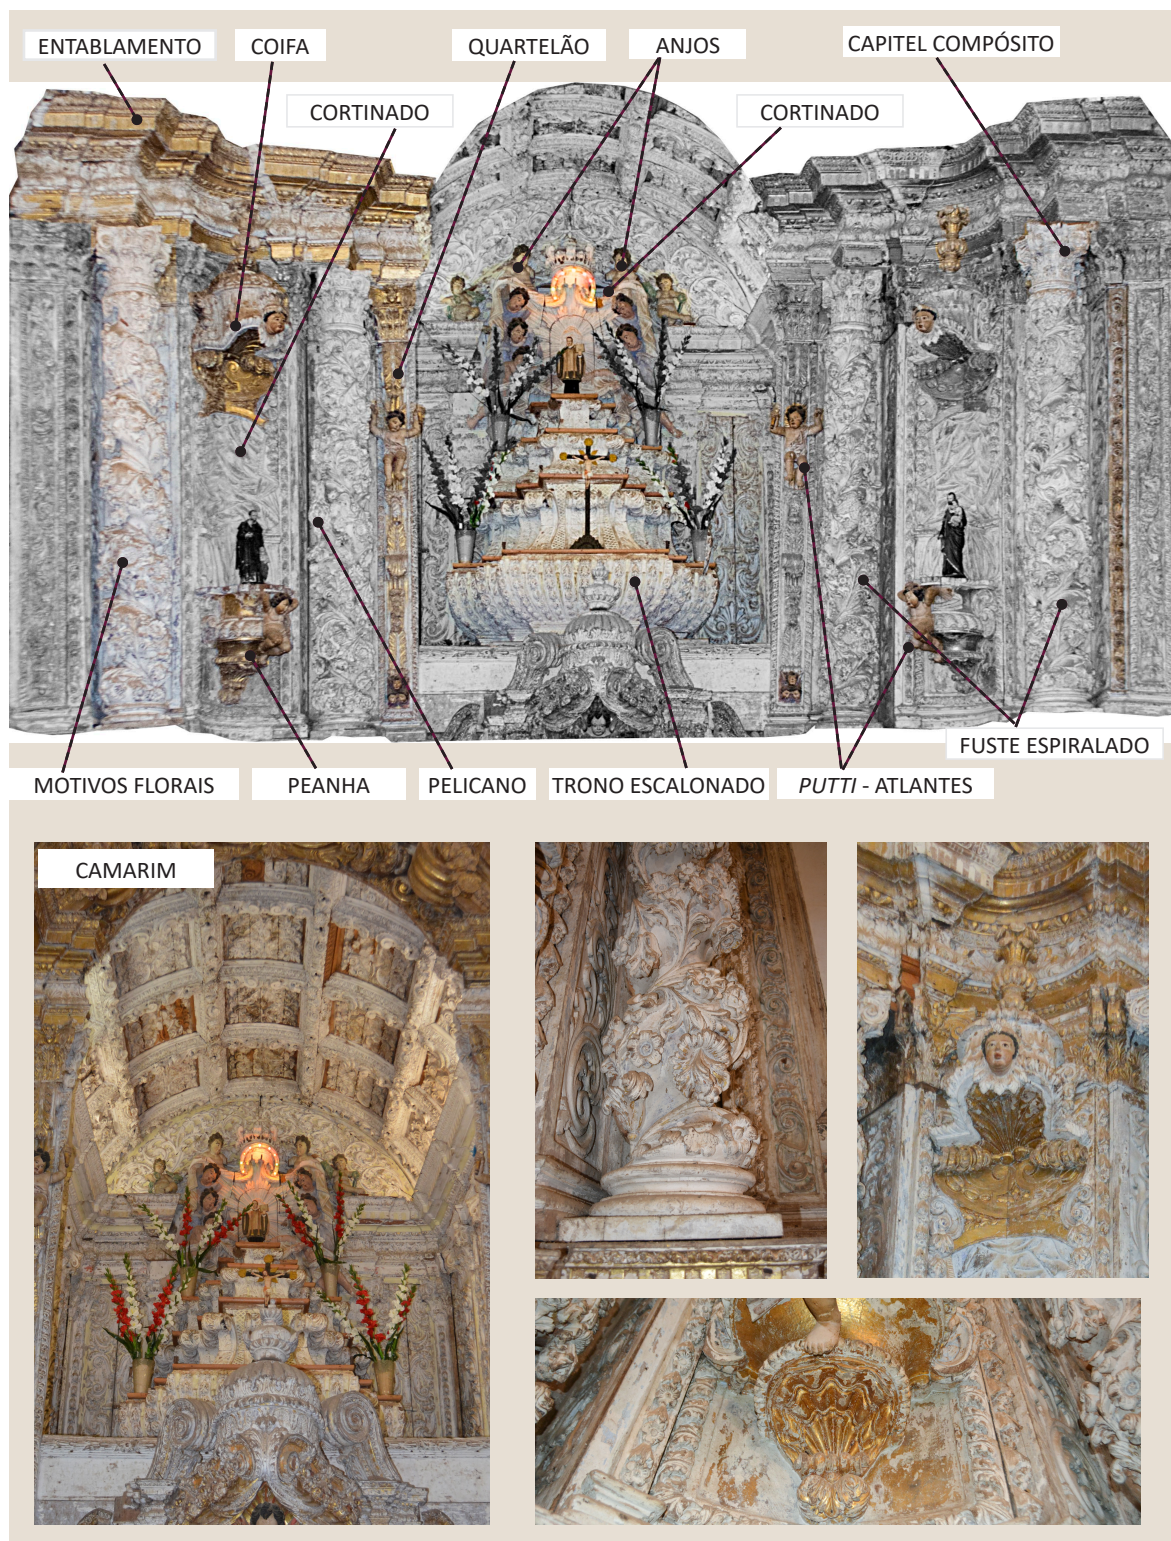 ENTABLAMENTO
COIFA
QUARTELÃO
ANJOS
CAPITEL COMPÓSITO
CORTINADO
CORTINADO
FUSTE ESPIRALADO
MOTIVOS FLORAIS
PEANHA
PELICANO
TRONO ESCALONADO
PUTTI - ATLANTES
CAMARIM